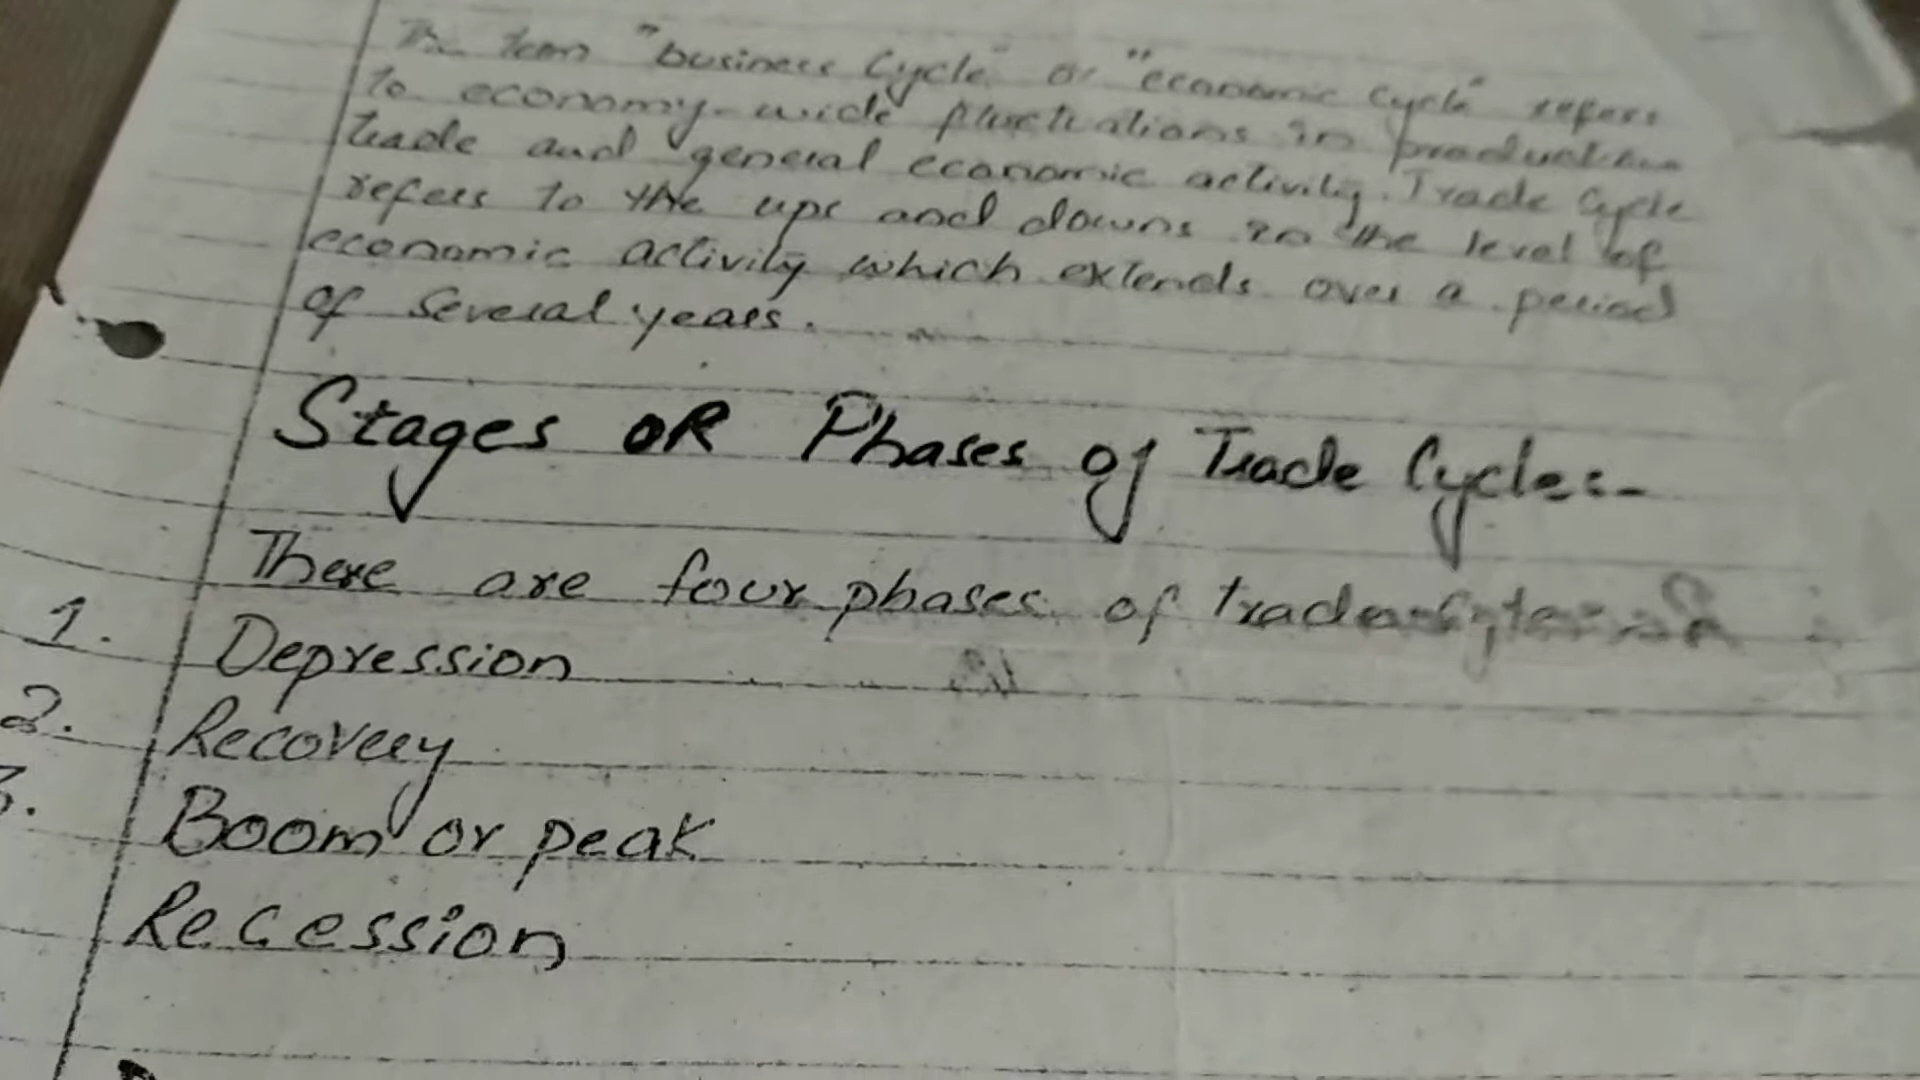 The term "business Cycle" or "economic cycle" refers
to economy-wide fluctuations in production
trade and general economic activity. Trade Cycle
refers to the ups and downs in the level of
economic activity which extends over a period
of several years.
Stages OR Phases of Trade Cycle:-
There are four phases of trade
1. Depression
2. Recovery
3. Boom or peak
Recession